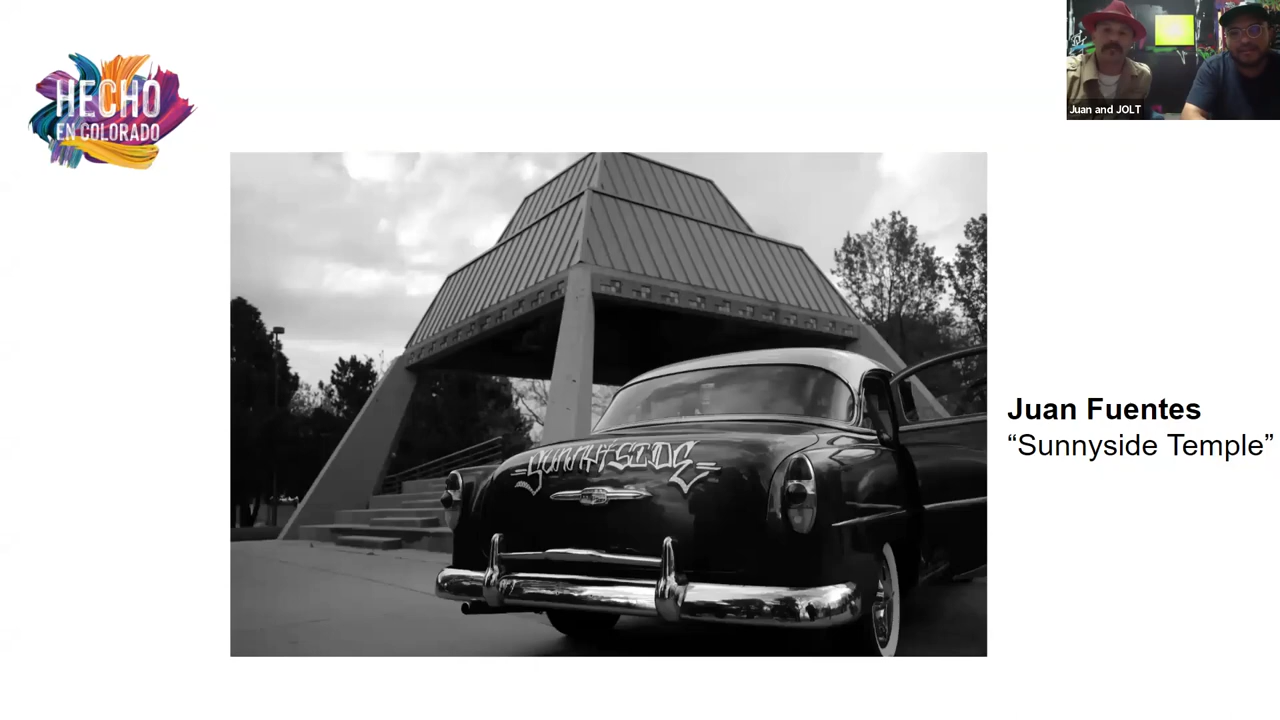 HECHO
EN COLORADO
Juan and JOLT
SUNNYSIDE
Juan Fuentes
“Sunnyside Temple”